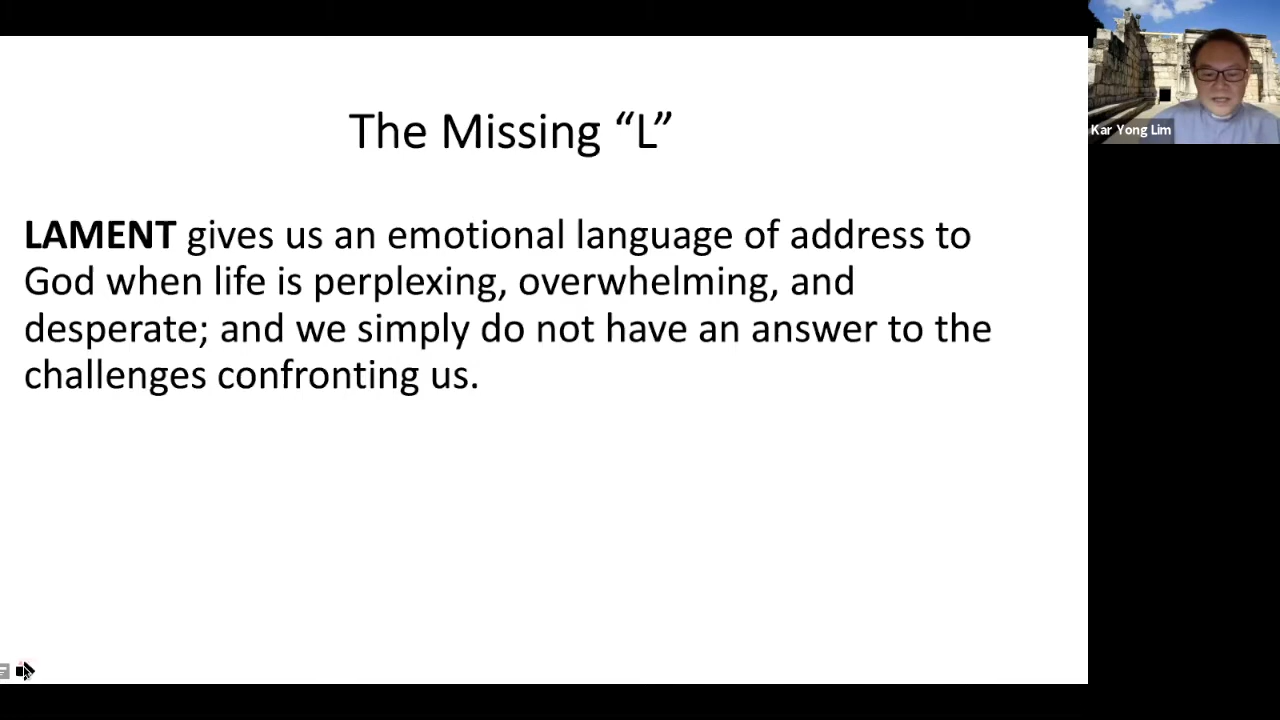 The Missing “L”
LAMENT gives us an emotional language of address to
God when life is perplexing, overwhelming, and
desperate; and we simply do not have an answer to the
challenges confronting us.
Kar Yong Lim